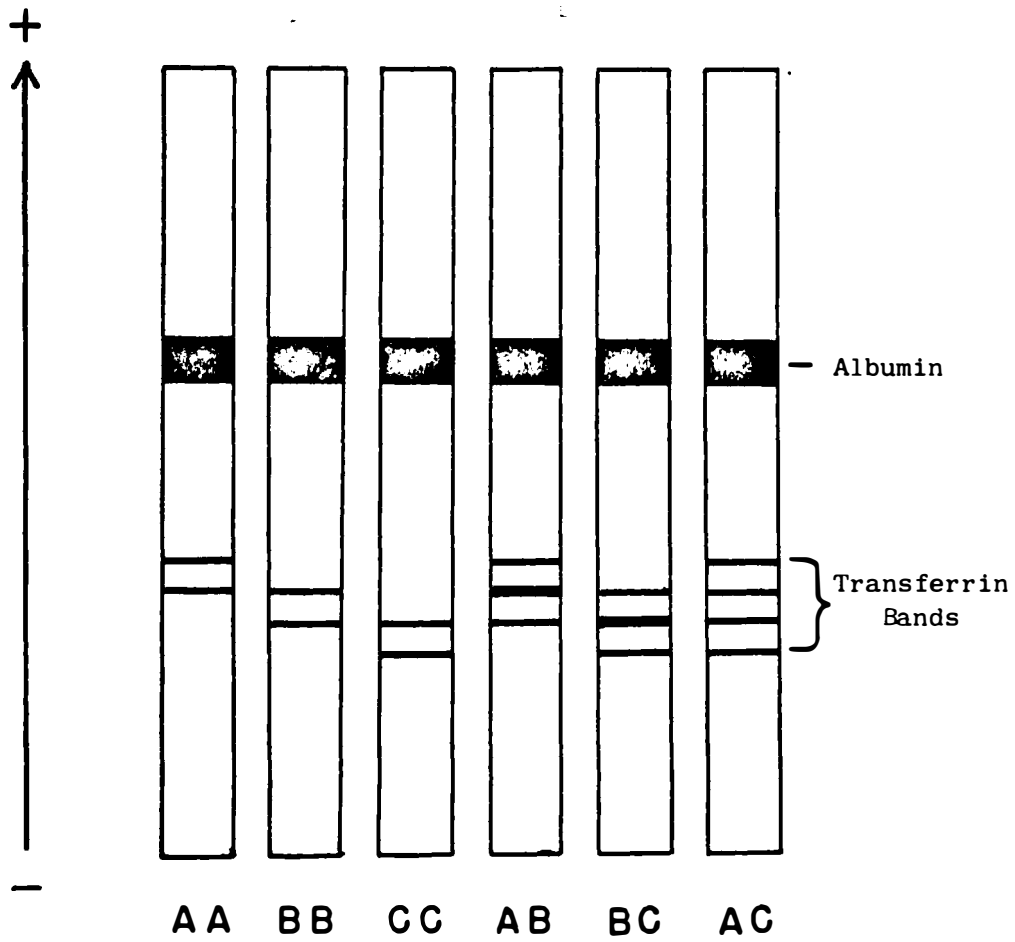 +
— Albumin
Transferrin
Bands
—
AA BB CC AB BC AC